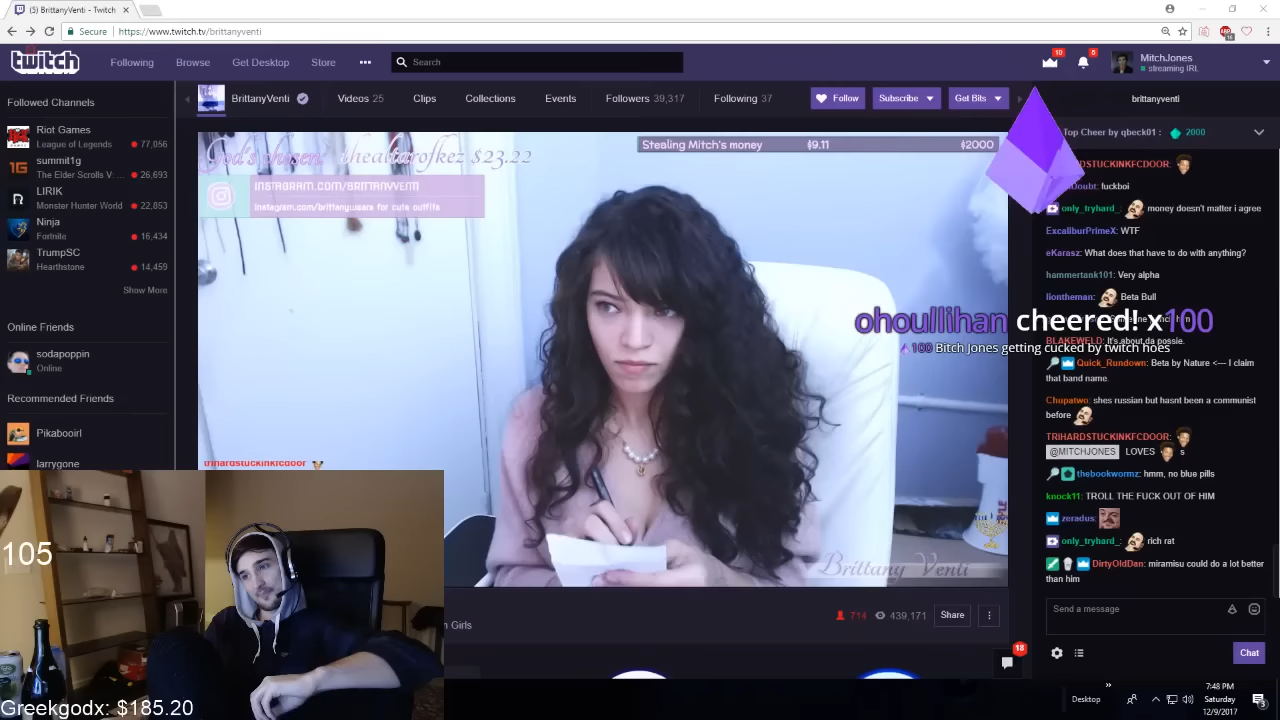 (5) BrittanyVenti - Twitch
Secure https://www.twitch.tv/brittanyventi
twitch
Following
Browse
Get Desktop
Store
Search
10
5
MitchJones
streaming IRL
Followed Channels
Riot Games
League of Legends 77,056
summit1g
The Elder Scrolls V: ... 26,693
LIRIK
Monster Hunter World 22,853
Ninja
Fortnite 16,434
TrumpSC
Hearthstone 14,459
Show More
Online Friends
sodapoppin
Online
Recommended Friends
Pikabooirl
larrygone
BrittanyVenti
Videos 25
Clips
Collections
Events
Followers 39,317
Following 37
Follow
Subscribe
Get Bits
God's chosen: thealtarofkez $23.22
INSTAGRAM.COM/BRITTANYVENTI
Stealing Mitch's money $9.11 $2000
trihardstuckinkfcdoor
Brittany Venti
105
Greekgodx: $185.20
n Girls
714
439,171
Share
18
ohoullihan cheered! x100
100 Bitch Jones getting cucked by twitch hoes
brittanyventi
Top Cheer by qbeck01 : 2000
DSTUCKINKFCDOOR:
Doubt: fuckboi
only_tryhard_: money doesn't matter i agree
ExcaliburPrimeX: WTF
eKarasz: What does that have to do with anything?
hammertank101: Very alpha
liontheman: Beta Bull
BLAKEWELD: It's about da possie.
Quick_Rundown: Beta by Nature <--- I claim
that band name.
Chupatwo: shes russian but hasnt been a communist
before
TRIHARDSTUCKINKFCDOOR:
@MITCHJONES LOVES s
thebookwormz: hmm, no blue pills
knock11: TROLL THE FUCK OUT OF HIM
zeradus:
only_tryhard_: rich rat
DirtyOldDan: miramisu could do a lot better
than him
Send a message
Chat
Desktop
7:48 PM
Saturday
12/9/2017
3